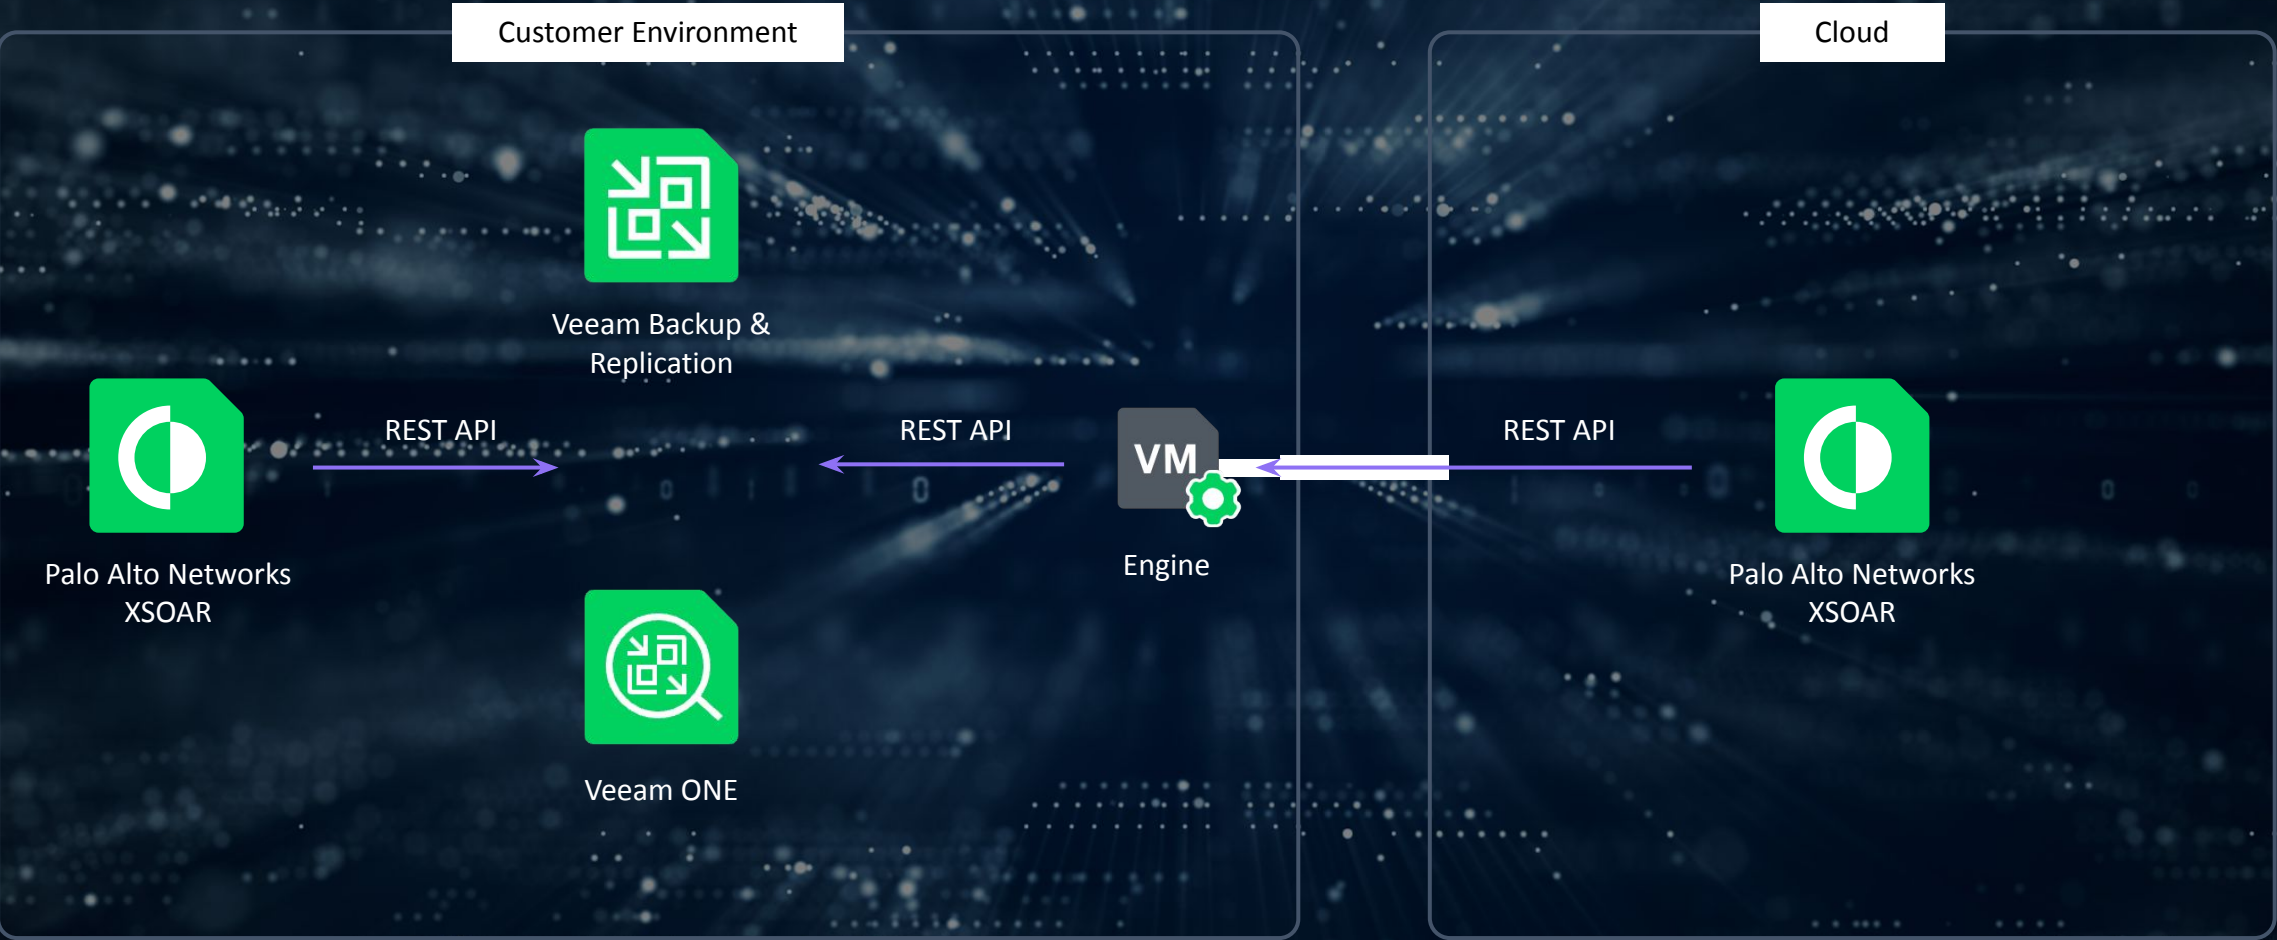 Customer Environment
Cloud
Veeam Backup &
Replication
REST API
REST API
VM
REST API
Engine
Palo Alto Networks
XSOAR
Palo Alto Networks
XSOAR
Veeam ONE